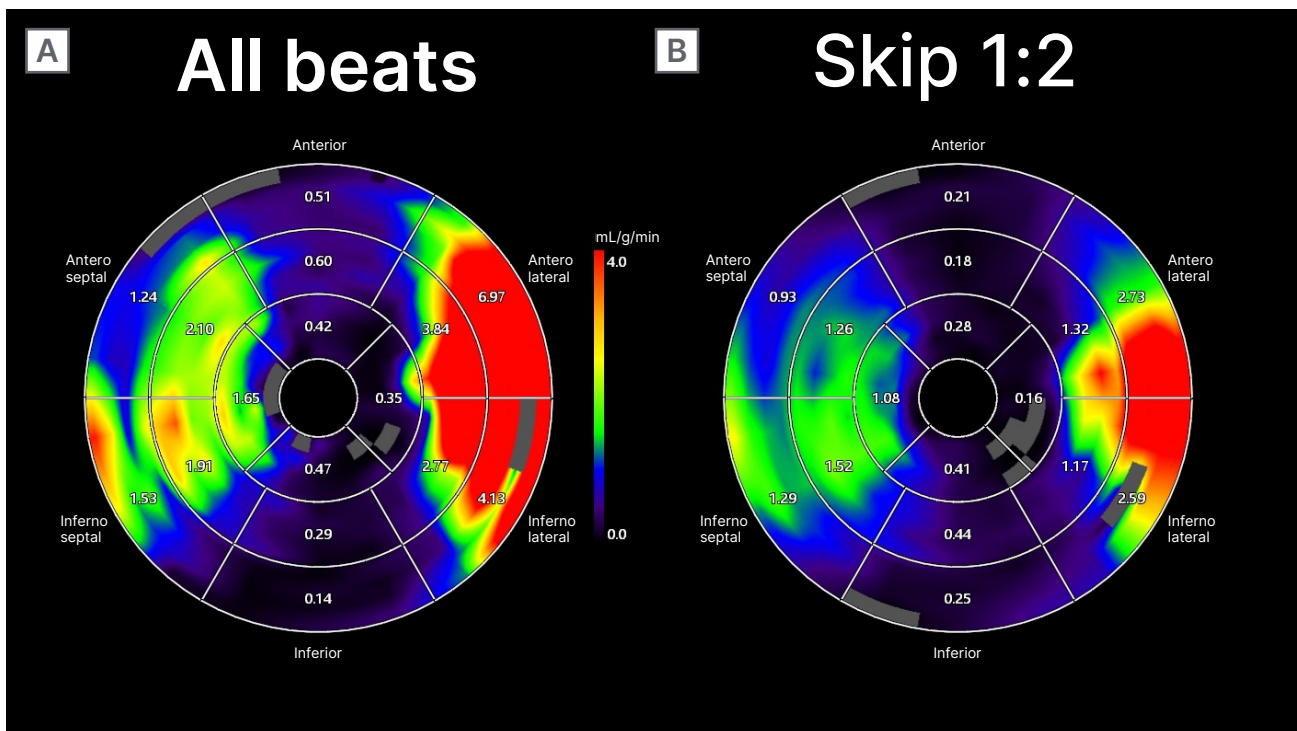 A
All beats
B
Skip 1:2
Anterior
0.51
0.60
0.42
Antero
septal
1.24
2.10
1.65
Antero
lateral
6.97
3.84
0.35
1.91
1.53
Inferno
septal
0.47
0.29
0.14
2.77
4.13
Inferno
lateral
Inferior
mL/g/min
4.0
0.0
Anterior
0.21
0.18
0.28
Antero
septal
0.93
1.26
1.08
Antero
lateral
2.73
1.32
0.16
1.52
1.29
Inferno
septal
0.41
0.44
0.25
1.17
2.59
Inferno
lateral
Inferior